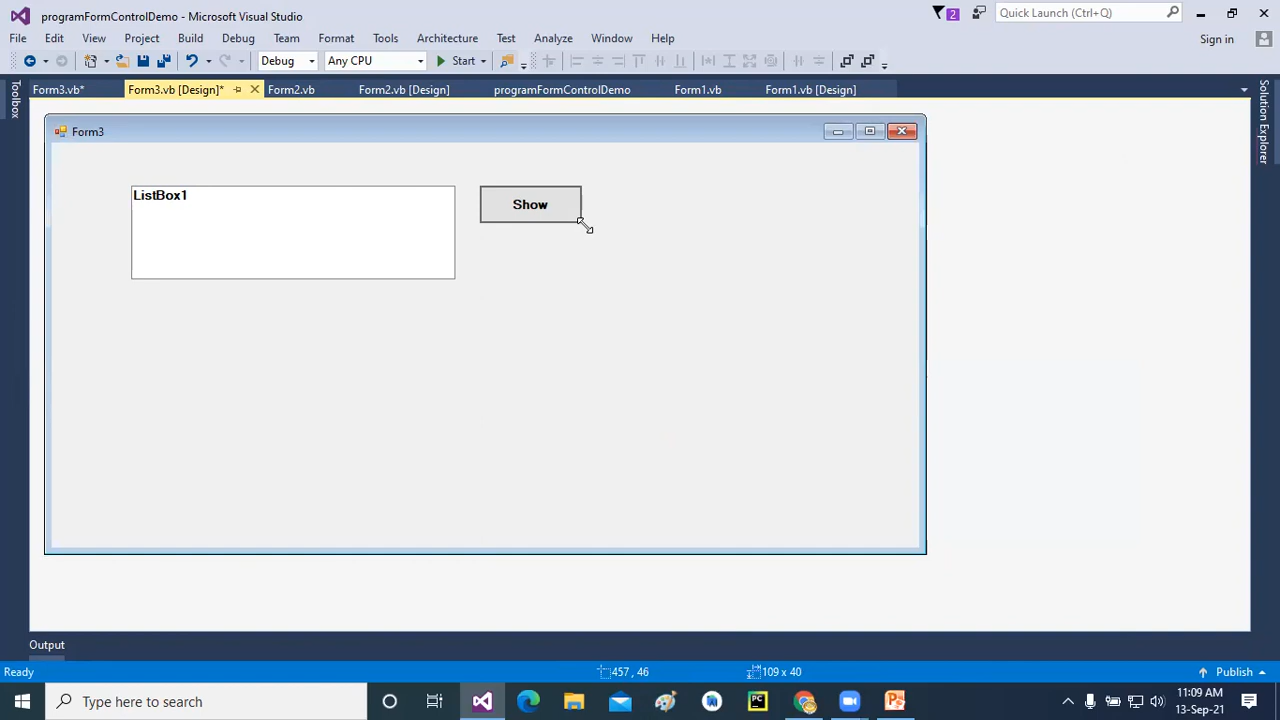 programFormControlDemo - Microsoft Visual Studio
2
Quick Launch (Ctrl+Q)
File Edit View Project Build Debug Team Format Tools Architecture Test Analyze Window Help
Sign in
Debug Any CPU Start
Form3.vb* Form3.vb [Design]* Form2.vb Form2.vb [Design] programFormControlDemo Form1.vb Form1.vb [Design]
Toolbox
Solution Explorer
Form3
ListBox1
Show
Output
Ready 457 , 46 109 x 40 Publish
Type here to search
11:09 AM
13-Sep-21